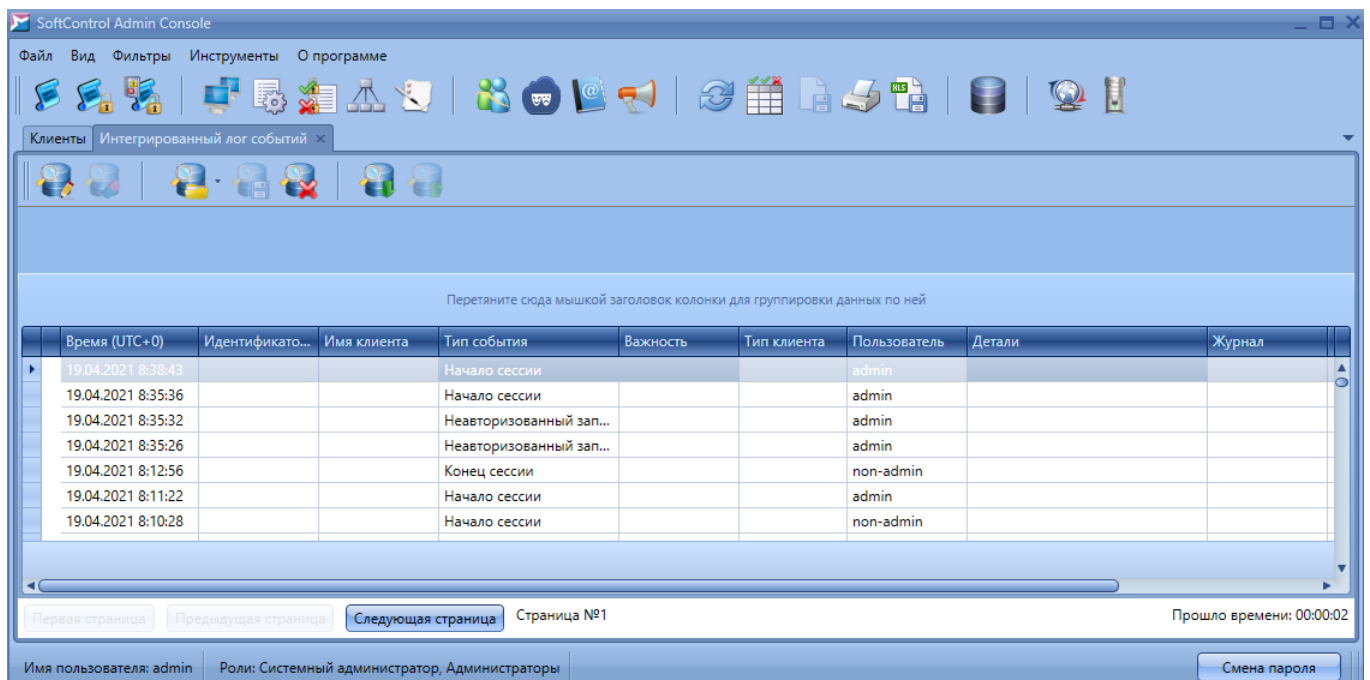 SoftControl Admin Console
Файл Вид Фильтры Инструменты О программе
XLS
Клиенты Интегрированный лог событий
Перетяните сюда мышкой заголовок колонки для группировки данных по ней
Время (UTC+0) Идентификато... Имя клиента Тип события Важность Тип клиента Пользователь Детали Журнал
19.04.2021 8:38:43 Начало сессии admin
19.04.2021 8:35:36 Начало сессии admin
19.04.2021 8:35:32 Неавторизованный зап... admin
19.04.2021 8:35:26 Неавторизованный зап... admin
19.04.2021 8:12:56 Конец сессии non-admin
19.04.2021 8:11:22 Начало сессии admin
19.04.2021 8:10:28 Начало сессии non-admin
Первая страница Предыдущая страница Следующая страница Страница №1 Прошло времени: 00:00:02
Имя пользователя: admin Роли: Системный администратор, Администраторы Смена пароля